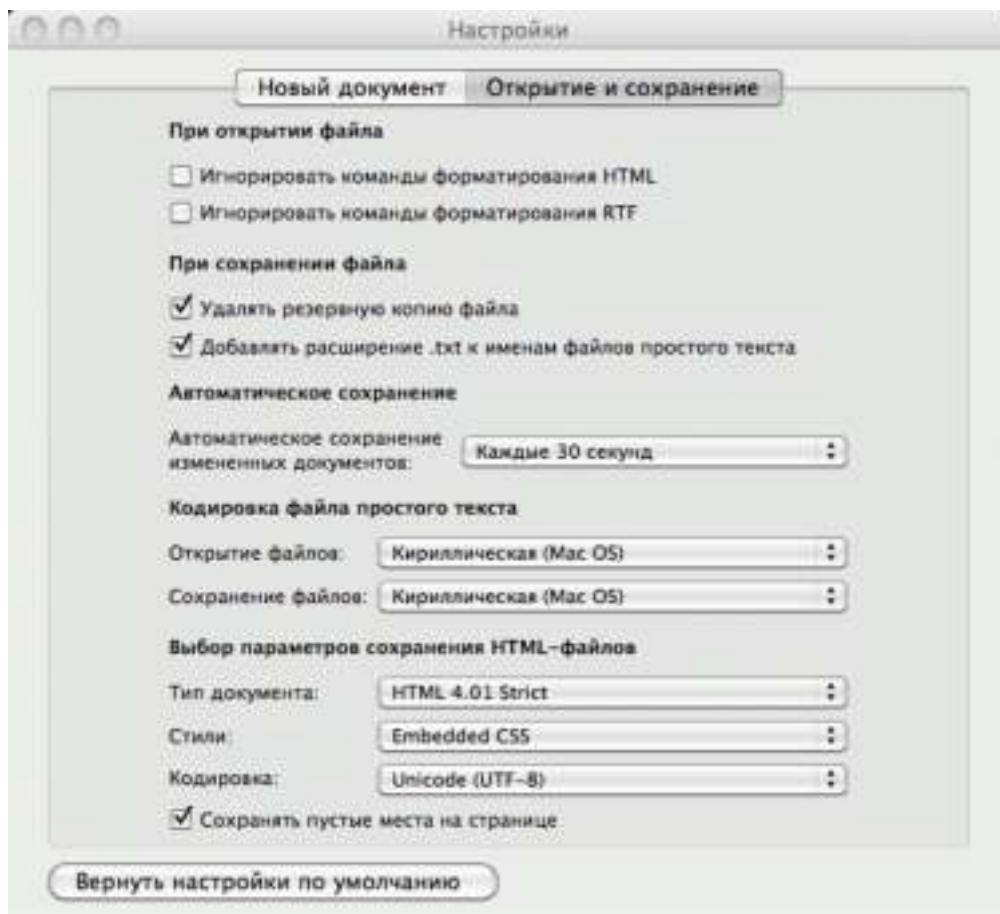 Настройки
Новый документ Открытие и сохранение
При открытии файла
Игнорировать команды форматирования HTML
Игнорировать команды форматирования RTF
При сохранении файла
Удалять резервную копию файла
Добавлять расширение .txt к именам файлов простого текста
Автоматическое сохранение
Автоматическое сохранение
измененных документов: Каждые 30 секунд
Кодировка файла простого текста
Открытие файлов: Кириллическая (Mac OS)
Сохранение файлов: Кириллическая (Mac OS)
Выбор параметров сохранения HTML-файлов
Тип документа: HTML 4.01 Strict
Стили: Embedded CSS
Кодировка: Unicode (UTF-8)
Сохранять пустые места на странице
Вернуть настройки по умолчанию